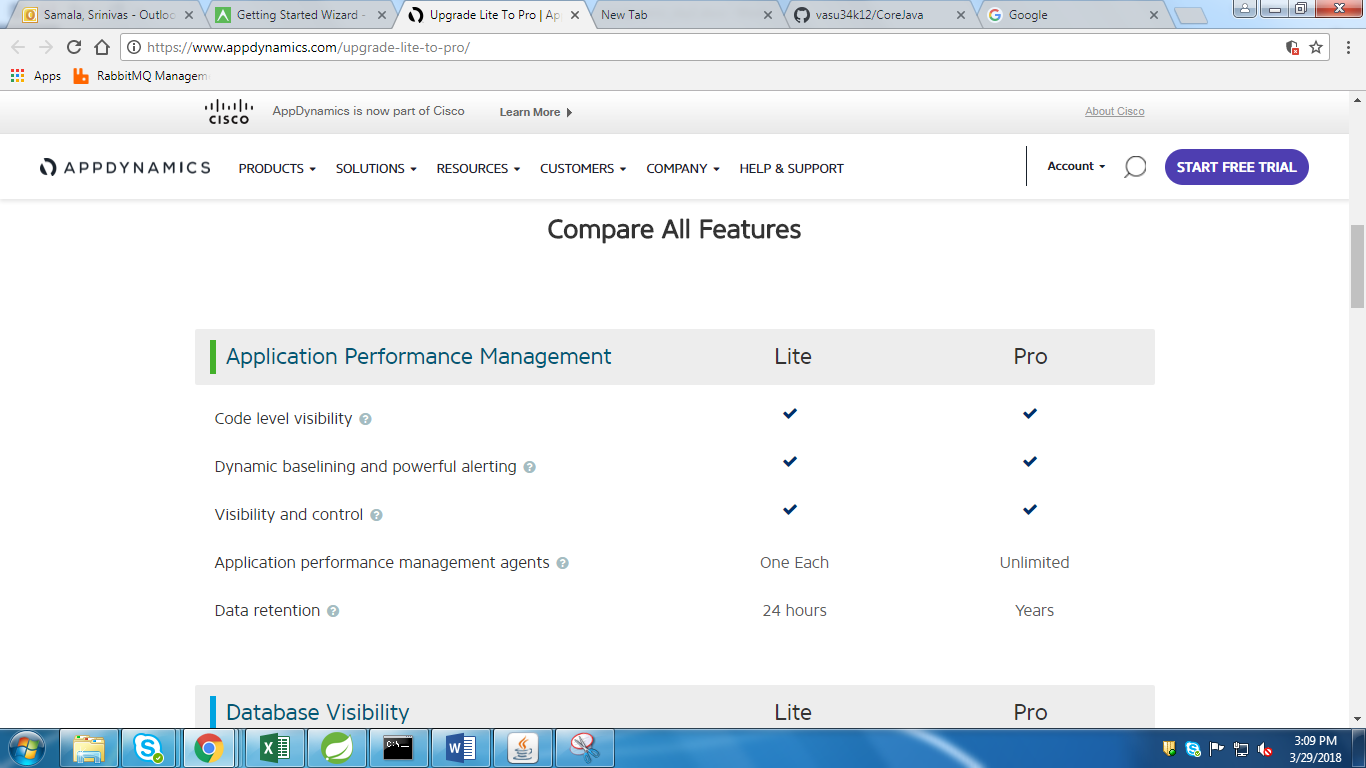 Samala, Srinivas - Outloo
Getting Started Wizard -
Upgrade Lite To Pro | Ap
New Tab
vasu34k12/CoreJava
Google
https://www.appdynamics.com/upgrade-lite-to-pro/
Apps
RabbitMQ Managem
CISCO
AppDynamics is now part of Cisco
Learn More
About Cisco
APPDYNAMICS
PRODUCTS
SOLUTIONS
RESOURCES
CUSTOMERS
COMPANY
HELP & SUPPORT
Account
START FREE TRIAL
Compare All Features
Application Performance Management Lite Pro
Code level visibility ?
Dynamic baselining and powerful alerting ?
Visibility and control ?
Application performance management agents ? One Each Unlimited
Data retention ? 24 hours Years
Database Visibility Lite Pro
3:09 PM
3/29/2018